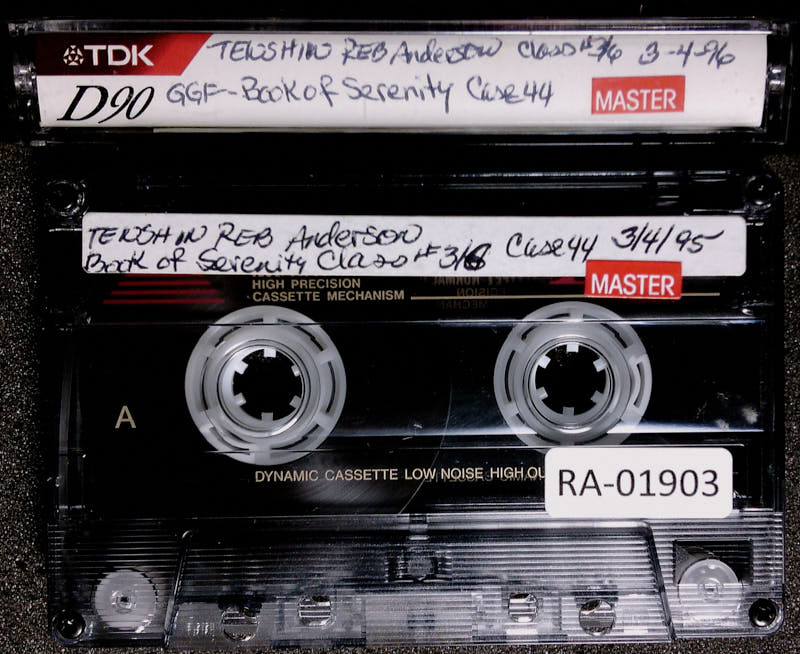 TDK TENSHIN REB Anderson Class #3/6 3-4-96
D90 GGF-Book of Serenity Case 44 MASTER
TENSHIN REB Anderson
Book of Serenity Class #3/6 Case 44 3/4/95
MASTER
HIGH PRECISION
CASSETTE MECHANISM
A
DYNAMIC CASSETTE LOW NOISE HIGH OU
RA-01903